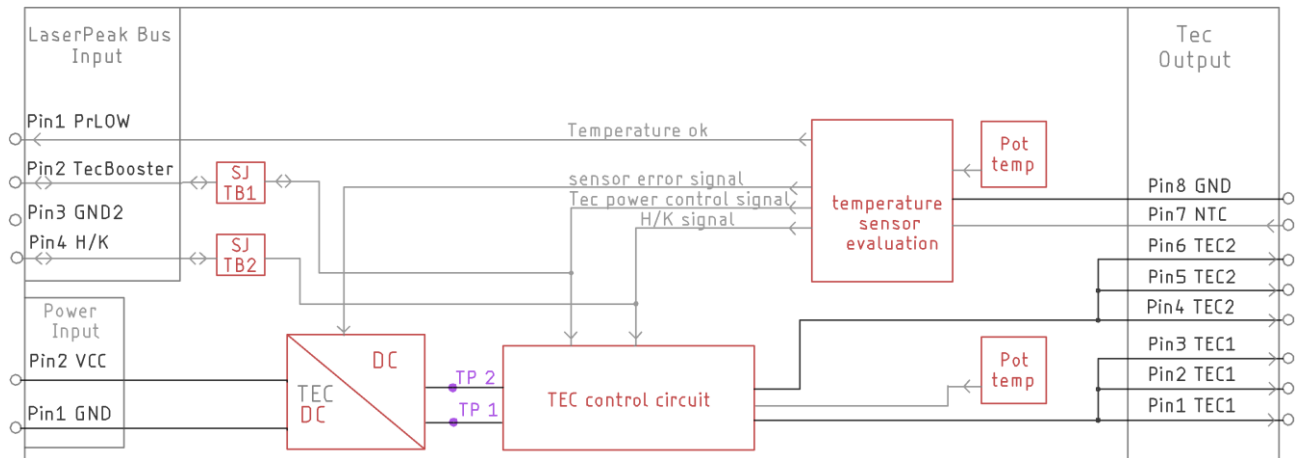 LaserPeak Bus
Input
Tec
Output
Pin1 PrLOW
Temperature ok
Pot
temp
Pin2 TecBooster
SJ
TB1
sensor error signal
Tec power control signal
H/K signal
temperature
sensor
evaluation
Pin8 GND
Pin3 GND2
Pin7 NTC
Pin4 H/K
SJ
TB2
Pin6 TEC2
Pin5 TEC2
Pin4 TEC2
Power
Input
Pin2 VCC
DC
TEC
DC
TP 2
TP 1
TEC control circuit
Pot
temp
Pin3 TEC1
Pin2 TEC1
Pin1 GND
Pin1 TEC1